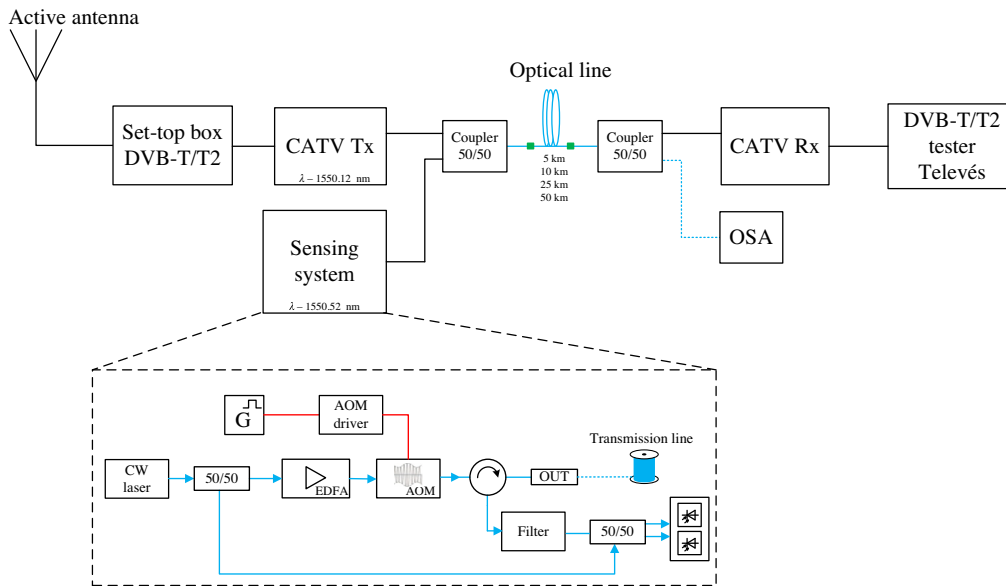 Active antenna
Set-top box
DVB-T/T2
CATV Tx
λ – 1550.12 nm
Coupler
50/50
Optical line
5 km
10 km
25 km
50 km
Coupler
50/50
CATV Rx
DVB-T/T2
tester
Televés
OSA
Sensing
system
λ – 1550.52 nm
G
AOM
driver
CW
laser
50/50
EDFA
AOM
OUT
Transmission line
Filter
50/50